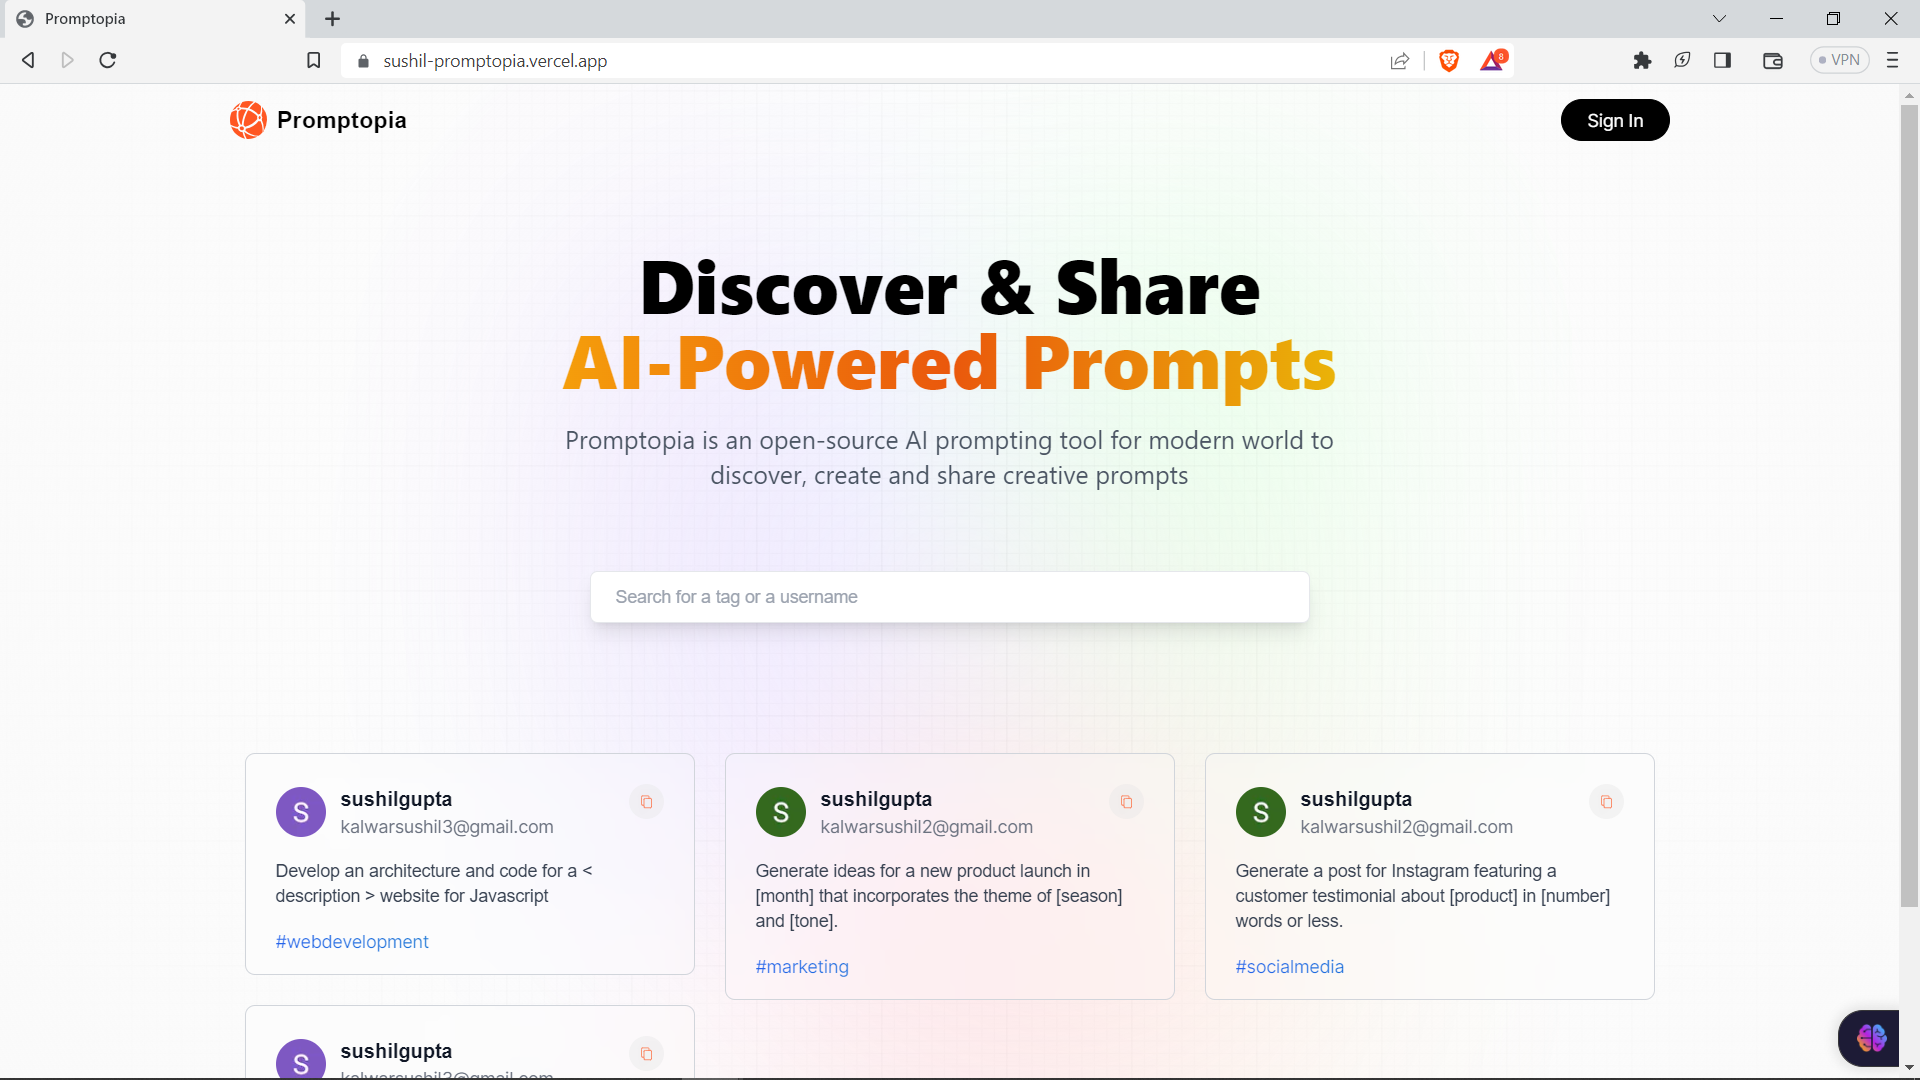 Promptopia
sushil-promptopia.vercel.app
8
VPN
Promptopia
Sign In
Discover & Share
AI-Powered Prompts
Promptopia is an open-source AI prompting tool for modern world to
discover, create and share creative prompts
Search for a tag or a username
S
sushilgupta
kalwarsushil3@gmail.com
Develop an architecture and code for a <
description > website for Javascript
#webdevelopment
S
sushilgupta
kalwarsushil2@gmail.com
Generate ideas for a new product launch in
[month] that incorporates the theme of [season]
and [tone].
#marketing
S
sushilgupta
kalwarsushil2@gmail.com
Generate a post for Instagram featuring a
customer testimonial about [product] in [number]
words or less.
#socialmedia
S
sushilgupta
kalwarsushil3@gmail.com